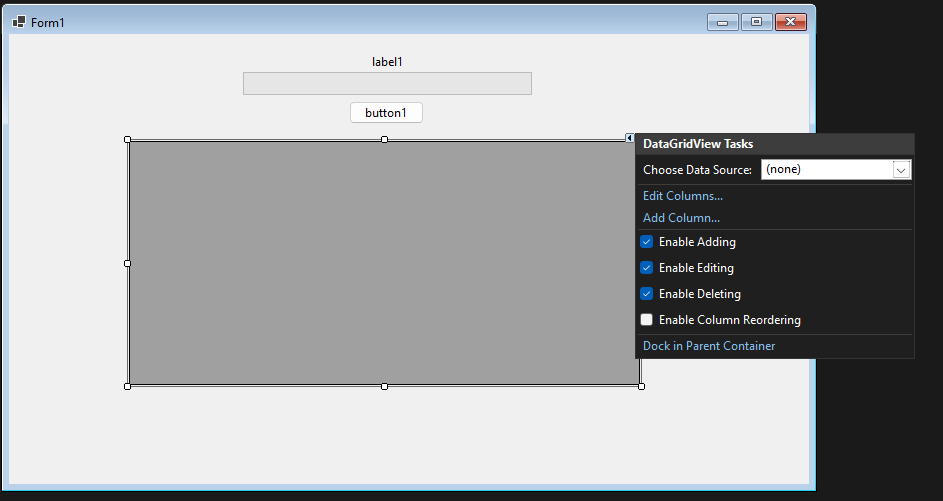 Form1
label1
button1
DataGridView Tasks
Choose Data Source: (none)
Edit Columns...
Add Column...
Enable Adding
Enable Editing
Enable Deleting
Enable Column Reordering
Dock in Parent Container